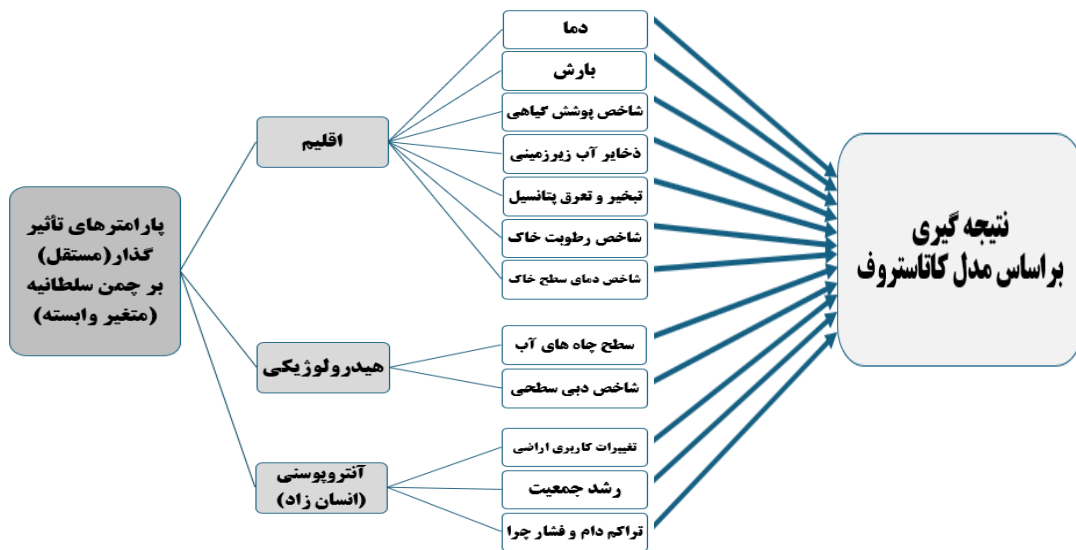 پارامترهای تأثیر
گذار(مستقل)
بر چمن سلطانیه
(متغیر وابسته)
اقلیم
هیدرولوژیکی
آنتروپوسنی
(انسان زاد)
دما
بارش
شاخص پوشش گیاهی
ذخایر آب زیرزمینی
تبخیر و تعرق پتانسیل
شاخص رطوبت خاک
شاخص دمای سطح خاک
سطح چاه های آب
شاخص دبی سطحی
تغییرات کاربری اراضی
رشد جمعیت
تراکم دام و فشار چرا
نتیجه گیری
براساس مدل کاتاستروف